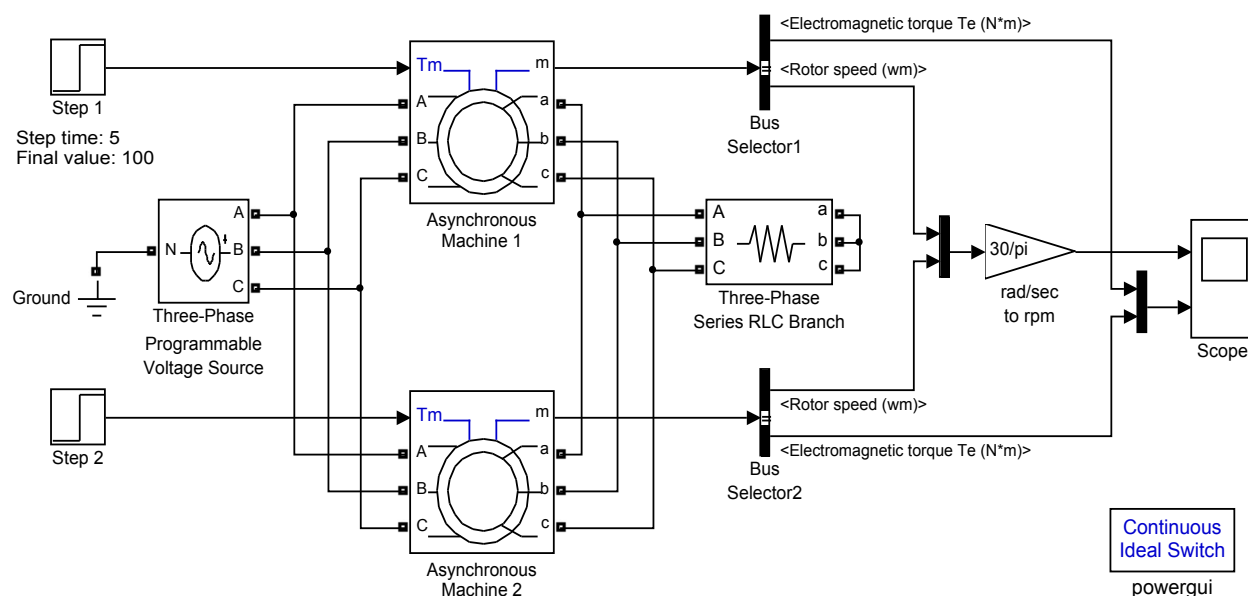 Step 1
Step time: 5
Final value: 100
Tm
m
A
B
C
a
b
c
Asynchronous
Machine 1
<Electromagnetic torque Te (N*m)>
<Rotor speed (wm)>
Bus
Selector1
N
A
B
C
Ground
Three-Phase
Programmable
Voltage Source
A
B
C
a
b
c
Three-Phase
Series RLC Branch
30/pi
rad/sec
to rpm
Scope
Step 2
Tm
m
A
B
C
a
b
c
Asynchronous
Machine 2
<Rotor speed (wm)>
<Electromagnetic torque Te (N*m)>
Bus
Selector2
Continuous
Ideal Switch
powergui